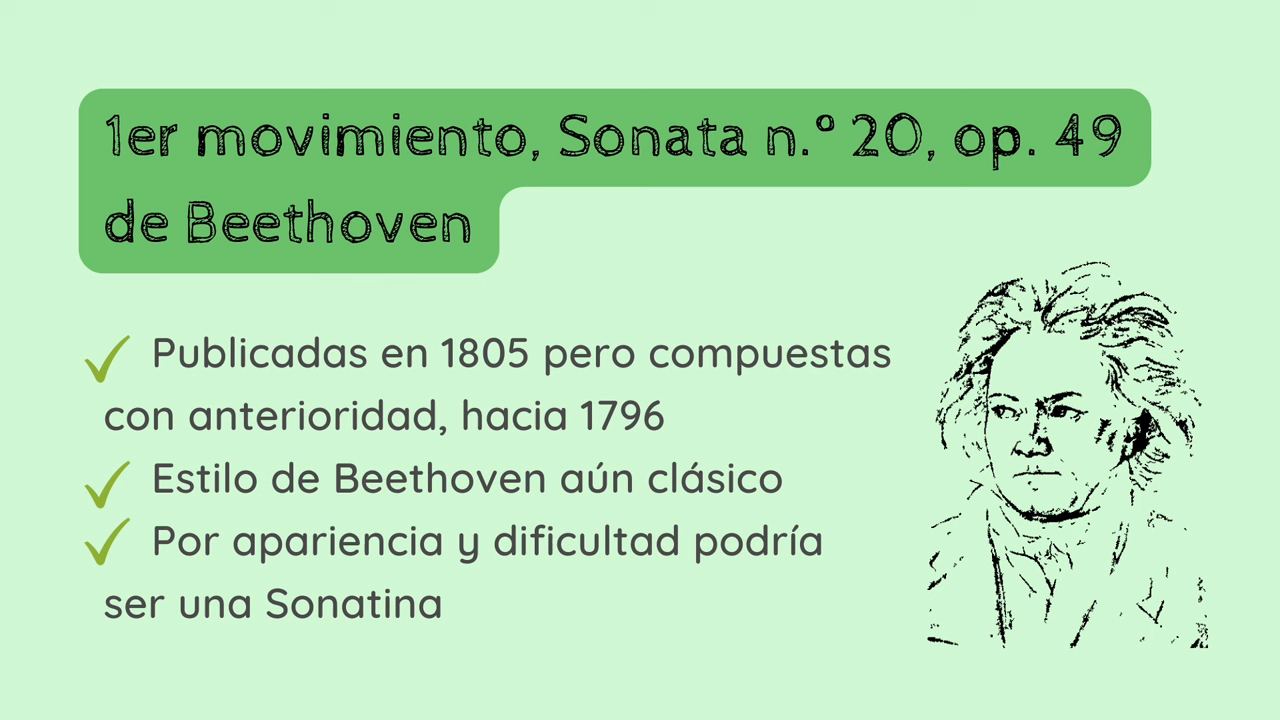 1er movimiento, Sonata n.º 20, op. 49
de Beethoven
Publicadas en 1805 pero compuestas
con anterioridad, hacia 1796
Estilo de Beethoven aún clásico
Por apariencia y dificultad podría
ser una Sonatina